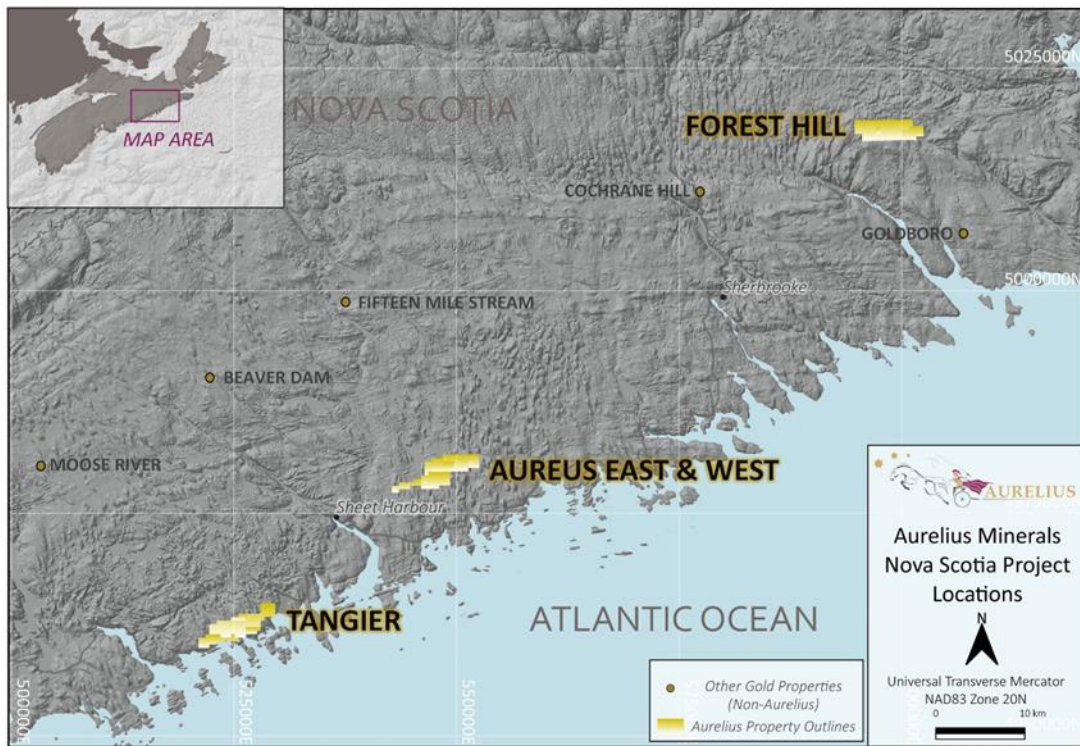 NOVA SCOTIA
MAP AREA
5025000N
FOREST HILL
COCHRANE HILL
GOLDBORO
5000000N
Sherbrooke
FIFTEEN MILE STREAM
BEAVER DAM
MOOSE RIVER
AUREUS EAST & WEST
Sheet Harbour
TANGIER
ATLANTIC OCEAN
500000E
525000E
550000E
Other Gold Properties
(Non-Aurelius)
Aurelius Property Outlines
AURELIUS
Aurelius Minerals
Nova Scotia Project
Locations
N
Universal Transverse Mercator
NAD83 Zone 20N
0 10 km